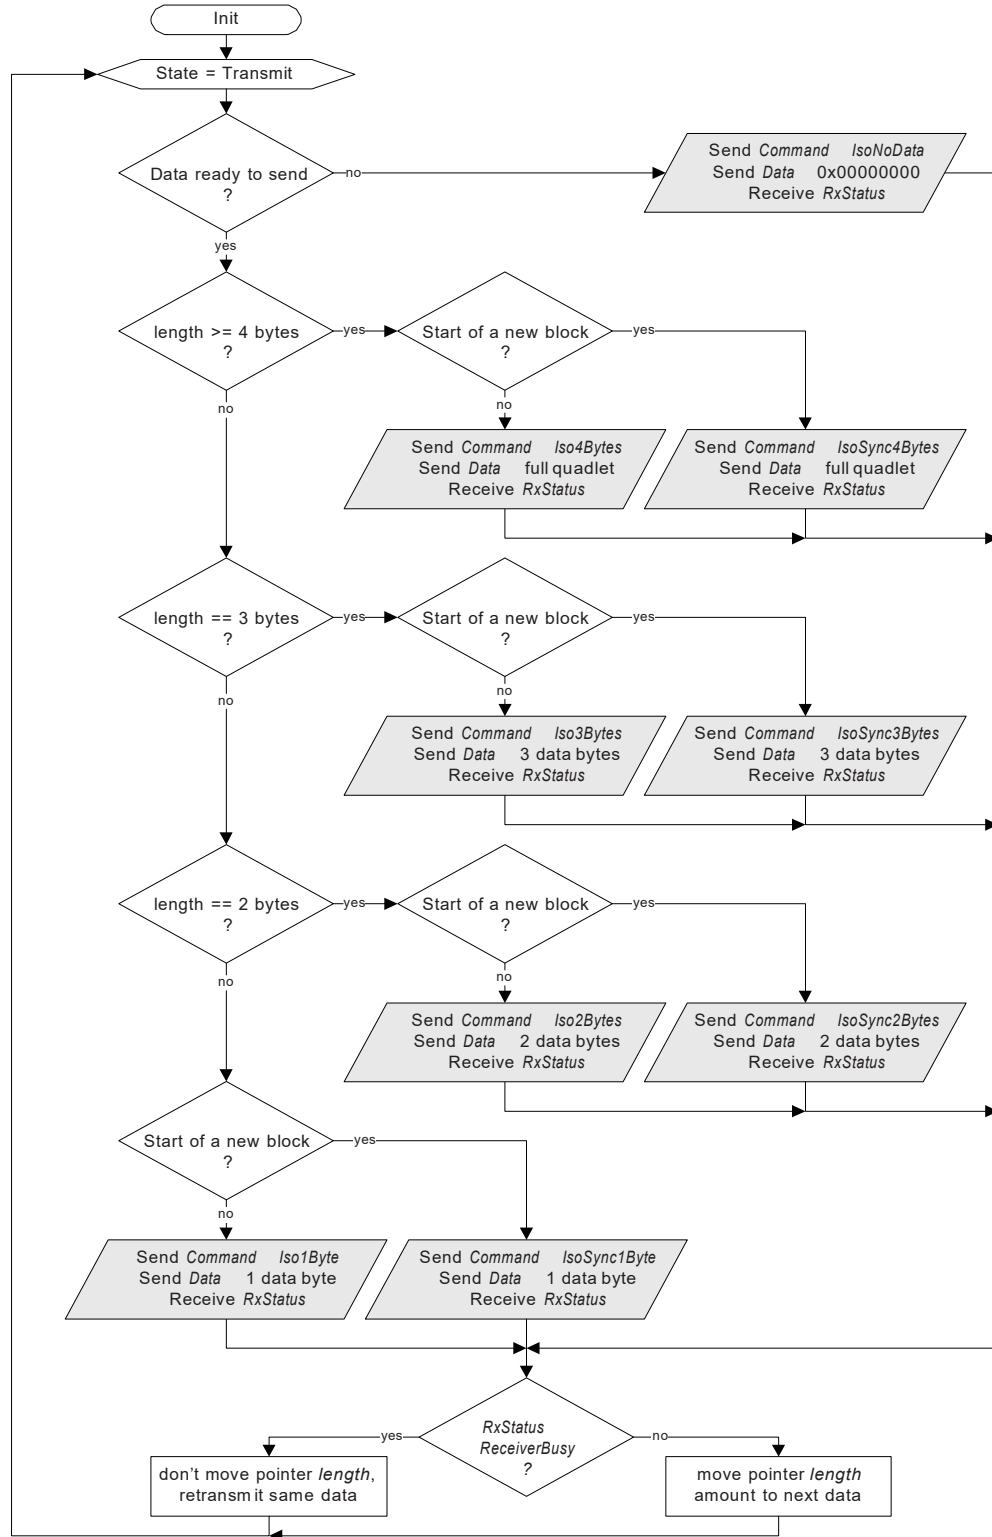 Init
State = Transmit
Data ready to send
?
no
Send Command IsoNoData
Send Data 0x00000000
Receive RxStatus
yes
length >= 4 bytes
?
yes
Start of a new block
?
yes
no
no
Send Command Iso4Bytes
Send Data full quadlet
Receive RxStatus
Send Command IsoSync4Bytes
Send Data full quadlet
Receive RxStatus
length == 3 bytes
?
yes
Start of a new block
?
yes
no
no
Send Command Iso3Bytes
Send Data 3 data bytes
Receive RxStatus
Send Command IsoSync3Bytes
Send Data 3 data bytes
Receive RxStatus
length == 2 bytes
?
yes
Start of a new block
?
yes
no
no
Send Command Iso2Bytes
Send Data 2 data bytes
Receive RxStatus
Send Command IsoSync2Bytes
Send Data 2 data bytes
Receive RxStatus
Start of a new block
?
yes
no
Send Command Iso1Byte
Send Data 1 data byte
Receive RxStatus
Send Command IsoSync1Byte
Send Data 1 data byte
Receive RxStatus
RxStatus
ReceiverBusy
?
yes
no
don't move pointer length,
retransmit same data
move pointer length
amount to next data